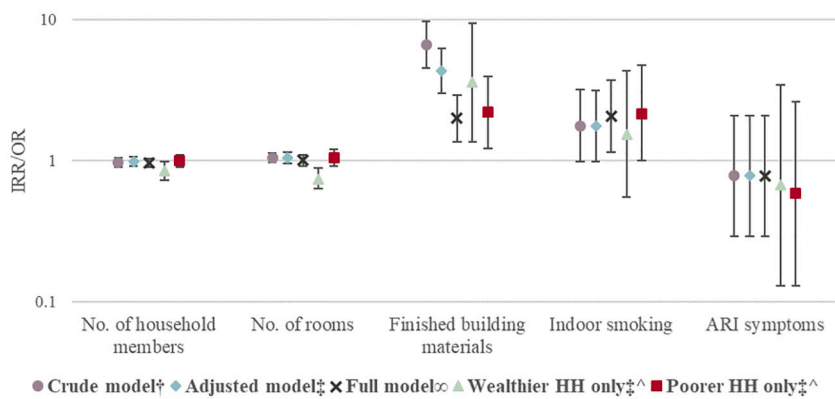 10
1
0.1
IRR/OR
No. of household members
No. of rooms
Finished building materials
Indoor smoking
ARI symptoms
Crude model† Adjusted model‡ Full model∞ Wealthier HH only‡^ Poorer HH only‡^